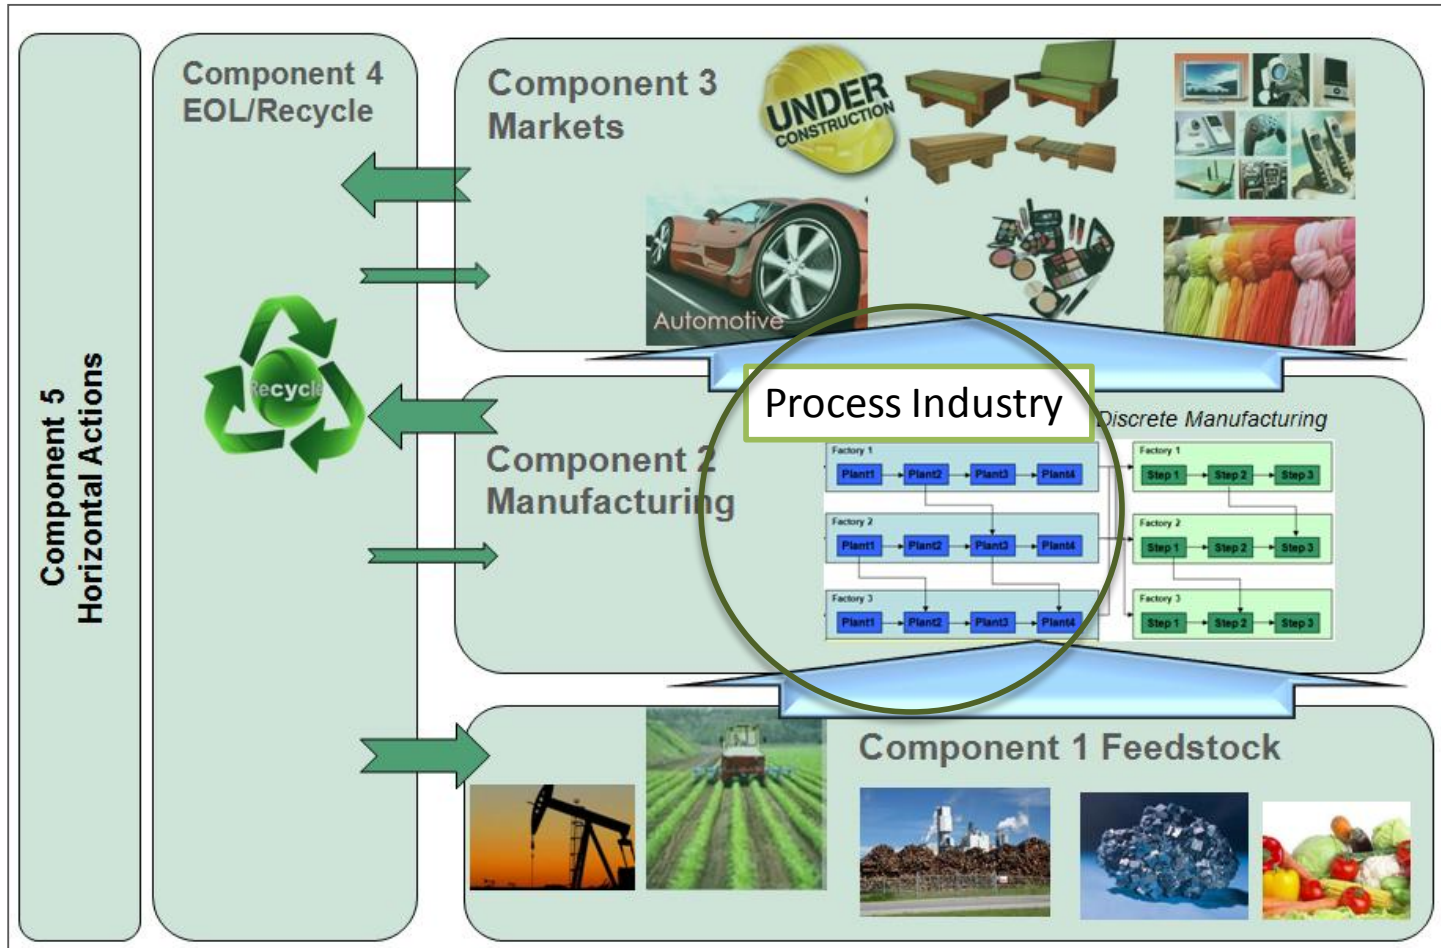 Component 5
Horizontal Actions
Component 4
EOL/Recycle
Recycle
Component 3
Markets
UNDER
CONSTRUCTION
Automotive
Component 2
Manufacturing
Process Industry
Discrete Manufacturing
Factory 1
Plant1 Plant2 Plant3 Plant4
Factory 2
Plant1 Plant2 Plant3 Plant4
Factory 3
Plant1 Plant2 Plant3 Plant4
Factory 1
Step 1 Step 2 Step 3
Factory 2
Step 1 Step 2 Step 3
Factory 3
Step 1 Step 2 Step 3
Component 1 Feedstock